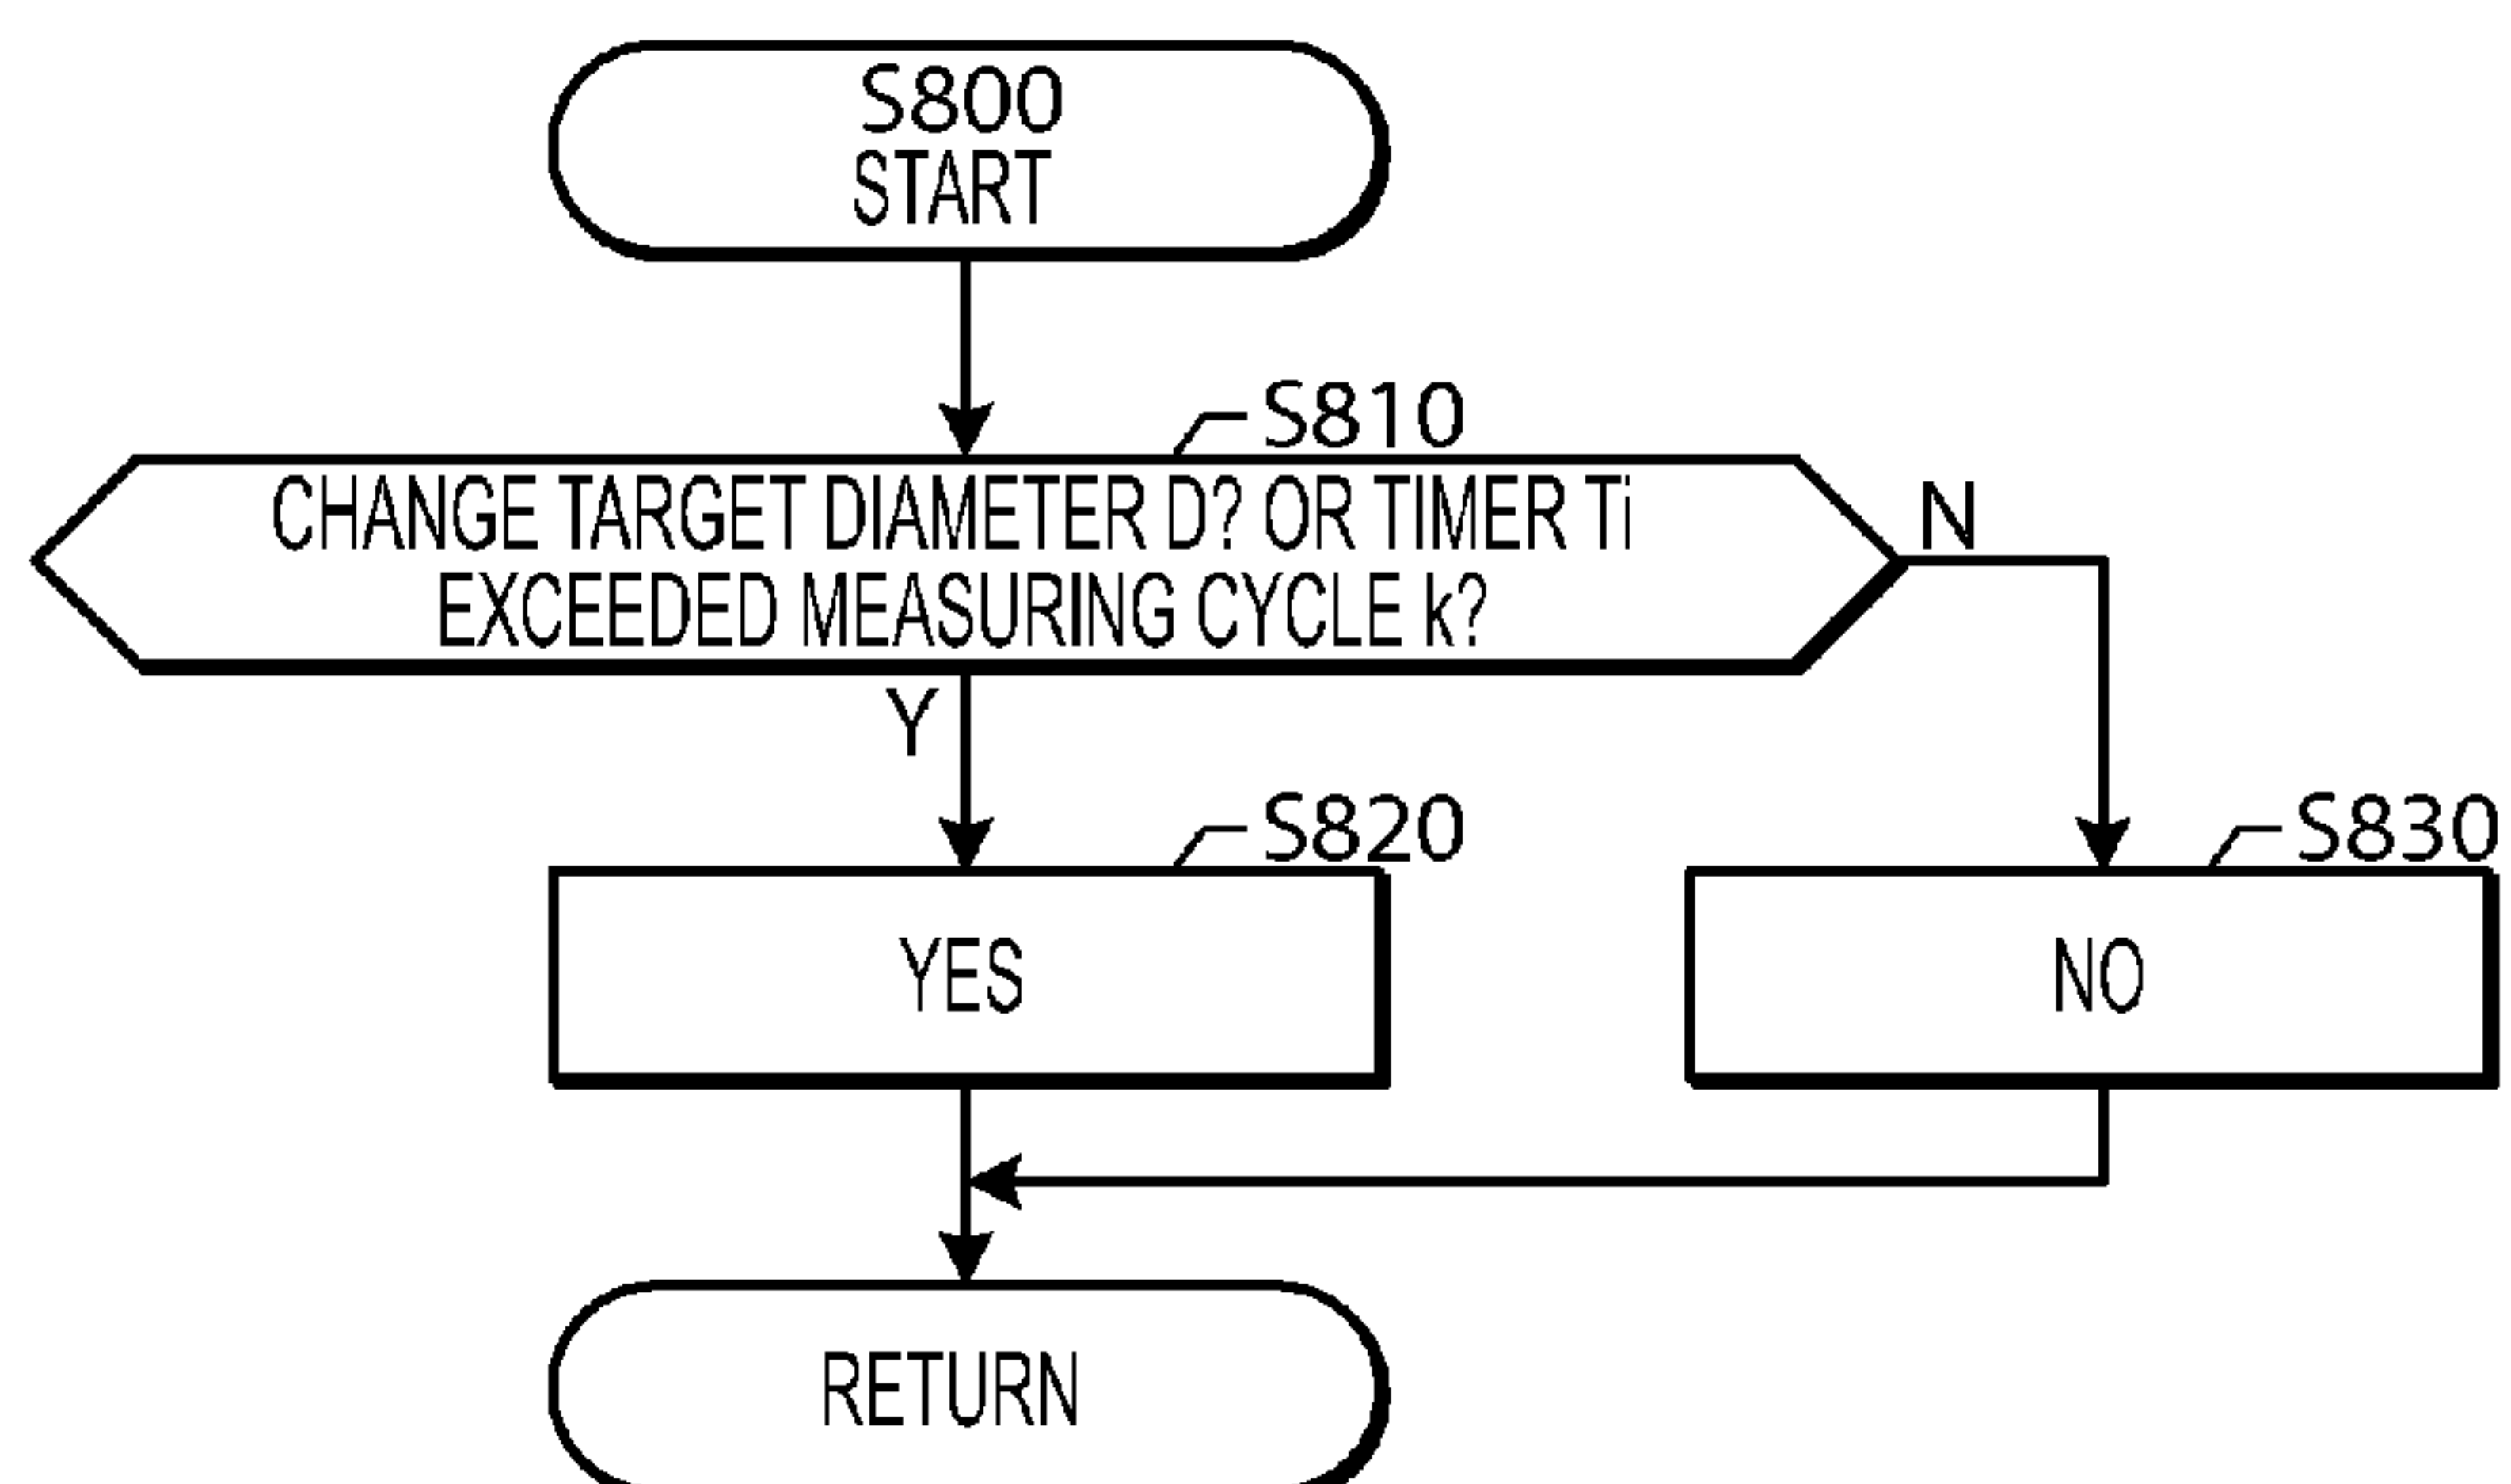 S800
START
S810
CHANGE TARGET DIAMETER D? OR TIMER Ti
EXCEEDED MEASURING CYCLE k?
N
Y
S820
S830
YES
NO
RETURN